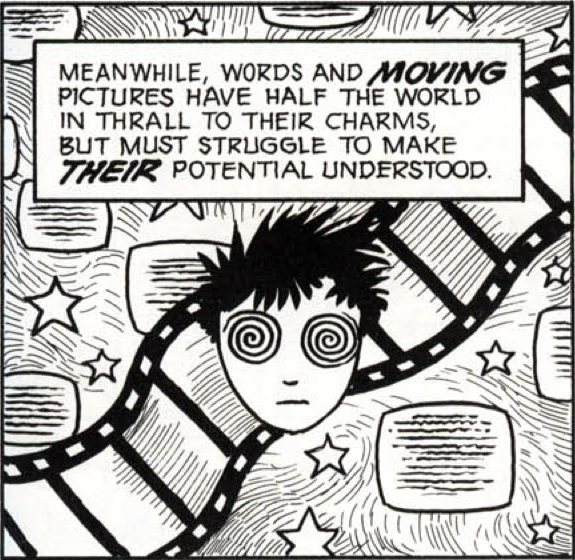 MEANWHILE, WORDS AND MOVING
PICTURES HAVE HALF THE WORLD
IN THRALL TO THEIR CHARMS,
BUT MUST STRUGGLE TO MAKE
THEIR POTENTIAL UNDERSTOOD.